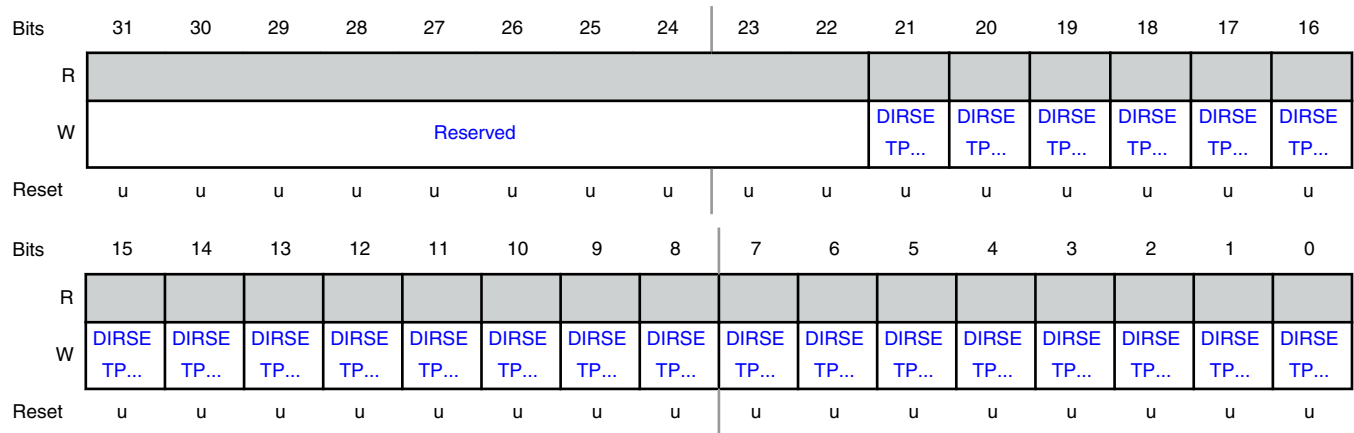 Bits 31 30 29 28 27 26 25 24 23 22 21 20 19 18 17 16
R
W Reserved DIRSE DIRSE DIRSE DIRSE DIRSE DIRSE
TP... TP... TP... TP... TP... TP...
Reset u u u u u u u u u u u u u u u u
Bits 15 14 13 12 11 10 9 8 7 6 5 4 3 2 1 0
R
W DIRSE DIRSE DIRSE DIRSE DIRSE DIRSE DIRSE DIRSE DIRSE DIRSE DIRSE DIRSE DIRSE DIRSE DIRSE DIRSE
TP... TP... TP... TP... TP... TP... TP... TP... TP... TP... TP... TP... TP... TP... TP... TP...
Reset u u u u u u u u u u u u u u u u